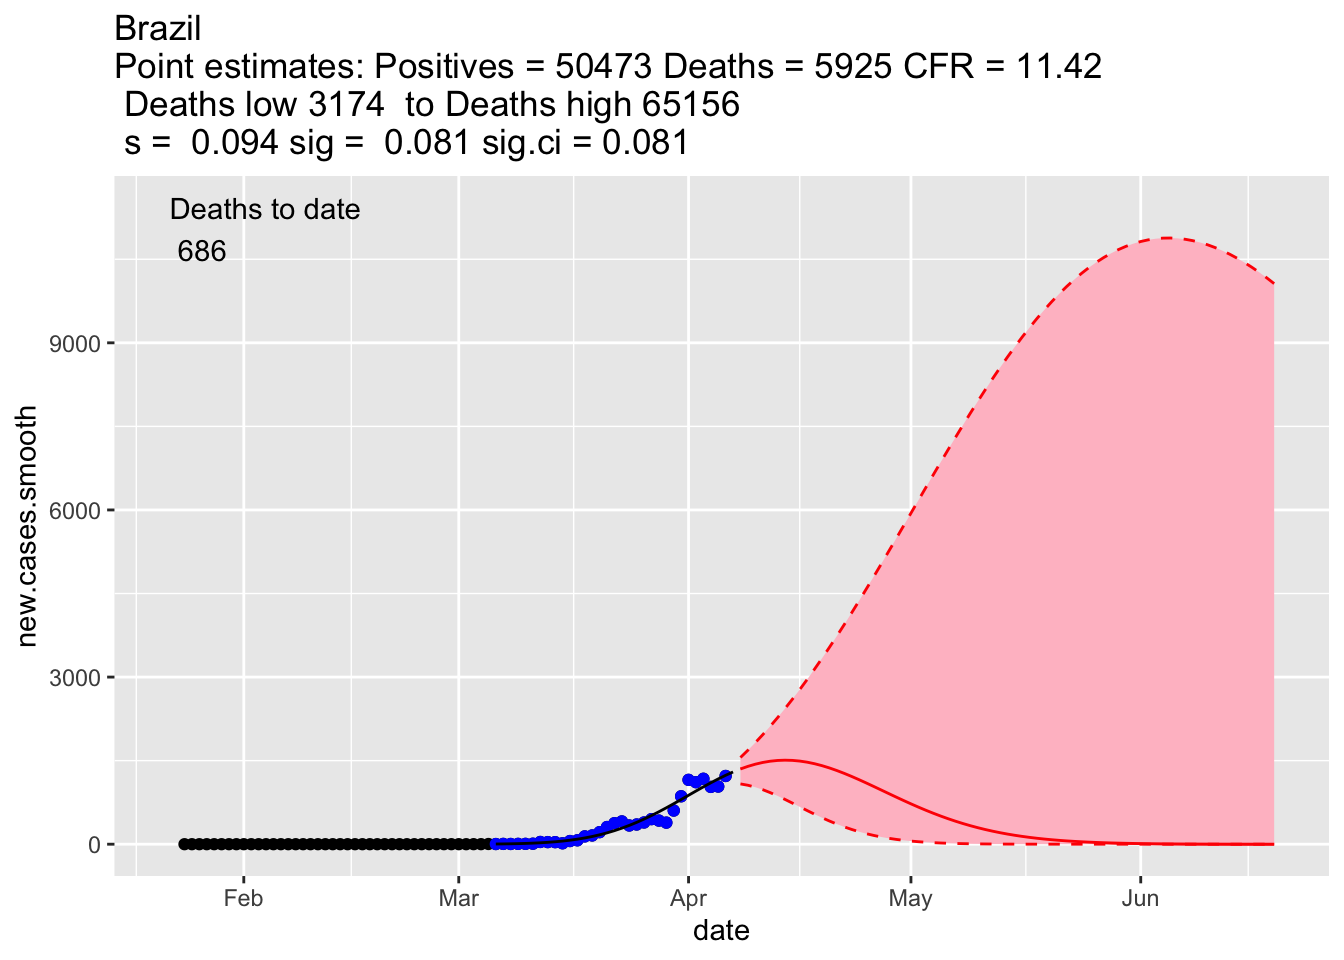 Brazil
Point estimates: Positives = 50473 Deaths = 5925 CFR = 11.42
Deaths low 3174  to Deaths high 65156
s =  0.094 sig =  0.081 sig.ci = 0.081
Deaths to date
686
new.cases.smooth
9000
6000
3000
0
Feb Mar Apr May Jun
date